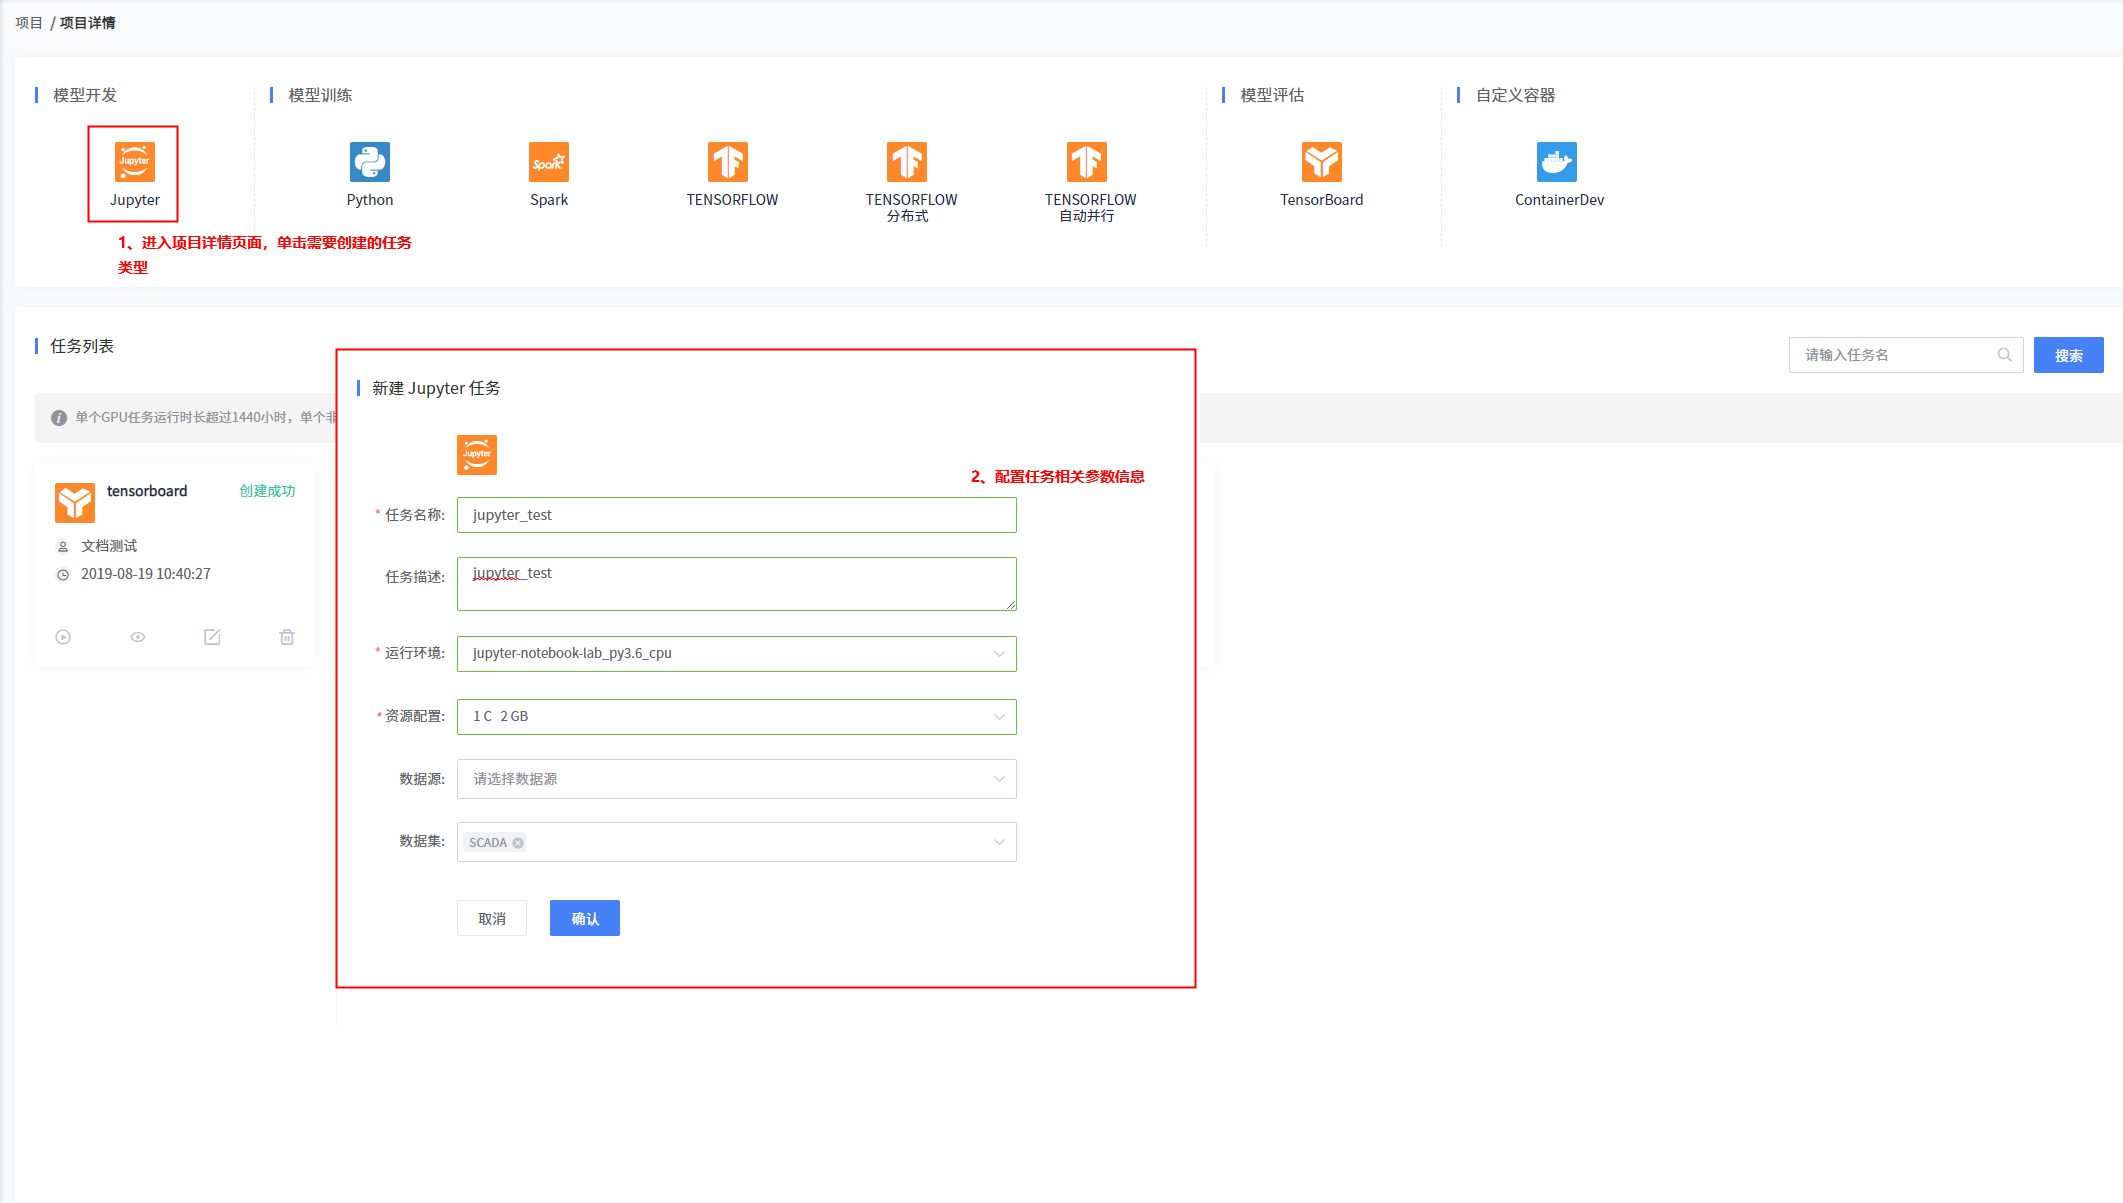 项目 / 项目详情
模型开发
模型训练
模型评估
自定义容器
Jupyter
Spark
Jupyter
Python
Spark
TENSORFLOW
TENSORFLOW
分布式
TENSORFLOW
自动并行
TensorBoard
ContainerDev
1、进入项目详情页面，单击需要创建的任务
类型
任务列表
请输入任务名
搜索
单个GPU任务运行时长超过1440小时，单个非
tensorboard
创建成功
文档测试
2019-08-19 10:40:27
新建 Jupyter 任务
Jupyter
2、配置任务相关参数信息
* 任务名称: jupyter_test
任务描述: jupyter_test
* 运行环境: jupyter-notebook-lab_py3.6_cpu
* 资源配置: 1 C 2 GB
数据源: 请选择数据源
数据集: SCADA
取消
确认